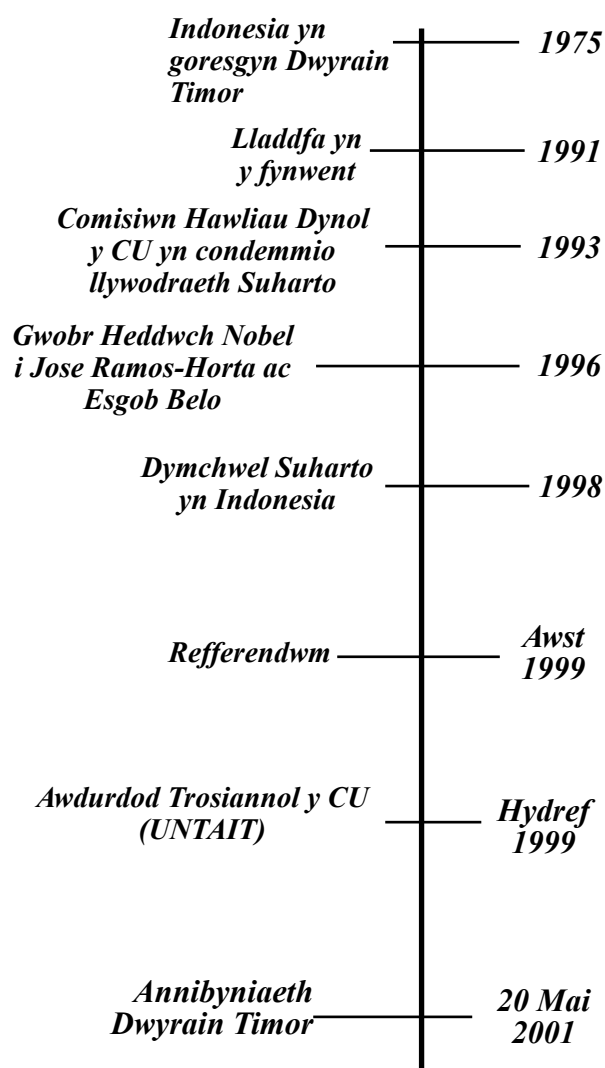 Indonesia yn
goresgyn Dwyrain
Timor
1975
Lladdfa yn
y fynwent
1991
Comisiwn Hawliau Dynol
y CU yn condemmio
llywodraeth Suharto
1993
Gwobr Heddwch Nobel
i Jose Ramos-Horta ac
Esgob Belo
1996
Dymchwel Suharto
yn Indonesia
1998
Refferendwm
Awst
1999
Awdurdod Trosiannol y CU
(UNTAIT)
Hydref
1999
Annibyniaeth
Dwyrain Timor
20 Mai
2001